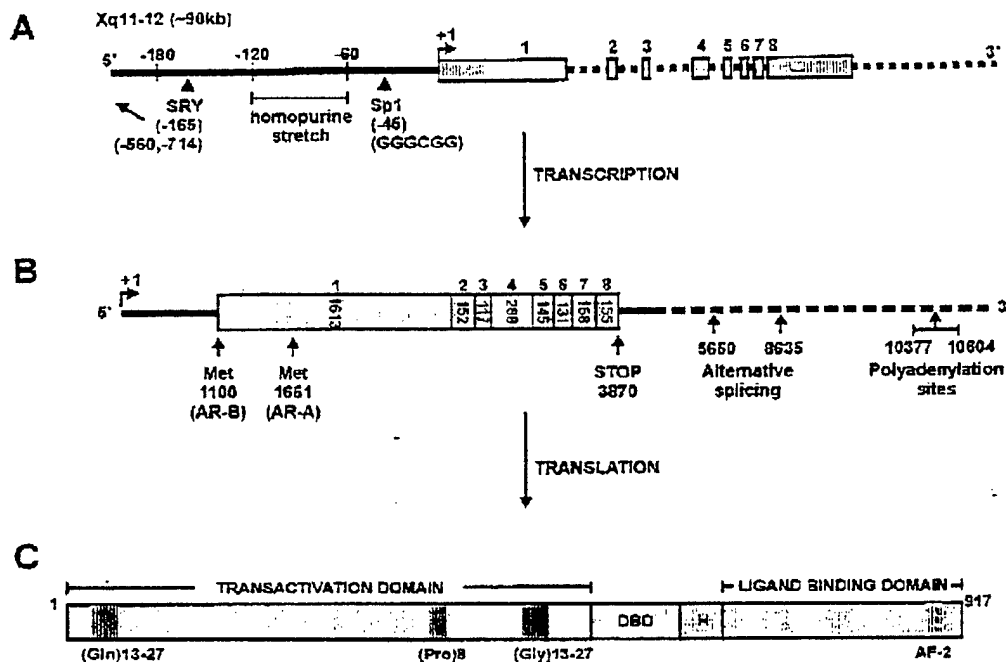 A
Xq11-12 (~90kb)
5' -180 -120 -60 +1 1 2 3 4 5 6 7 8 3'
SRY
(-165)
(-560,-714)
homopurine
stretch
Sp1
(-45)
(GGGCGG)
TRANSCRIPTION
B
+1 1 2 3 4 5 6 7 8
5' 1613 152 117 288 145 131 158 155 3'
Met
1100
(AR-B)
Met
1661
(AR-A)
STOP
3870
5650 8635
Alternative
splicing
10377 10604
Polyadenylation
sites
TRANSLATION
C
TRANSACTIVATION DOMAIN LIGAND BINDING DOMAIN
1 DBD H 917
(Gln)13-27 (Pro)8 (Gly)13-27 AF-2